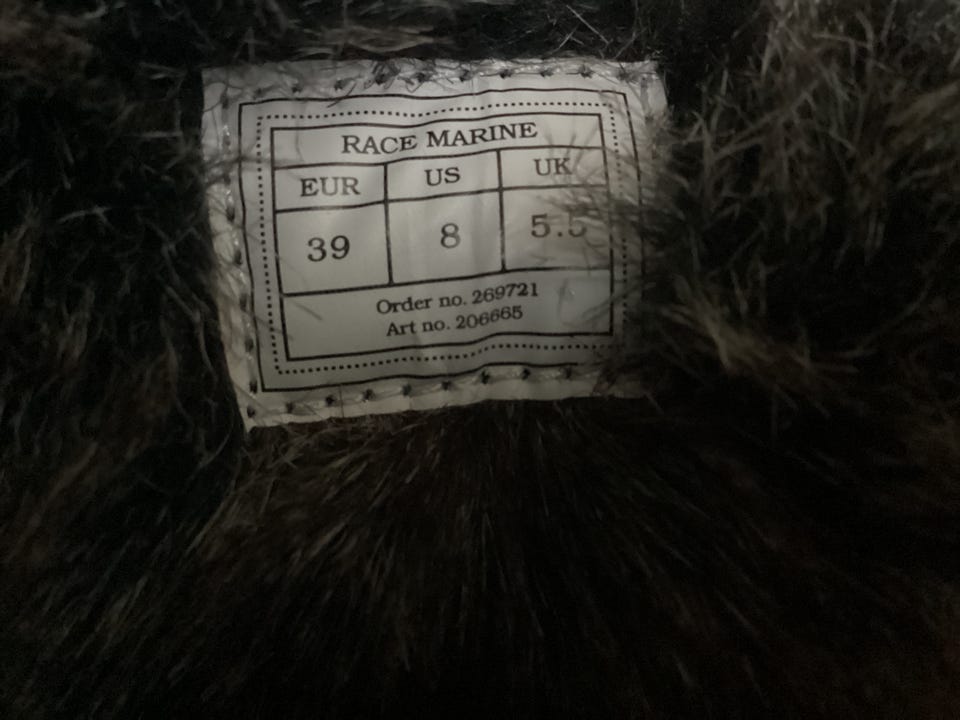 RACE MARINE
EUR US UK
39 8 5.5
Order no. 269721
Art no. 206665